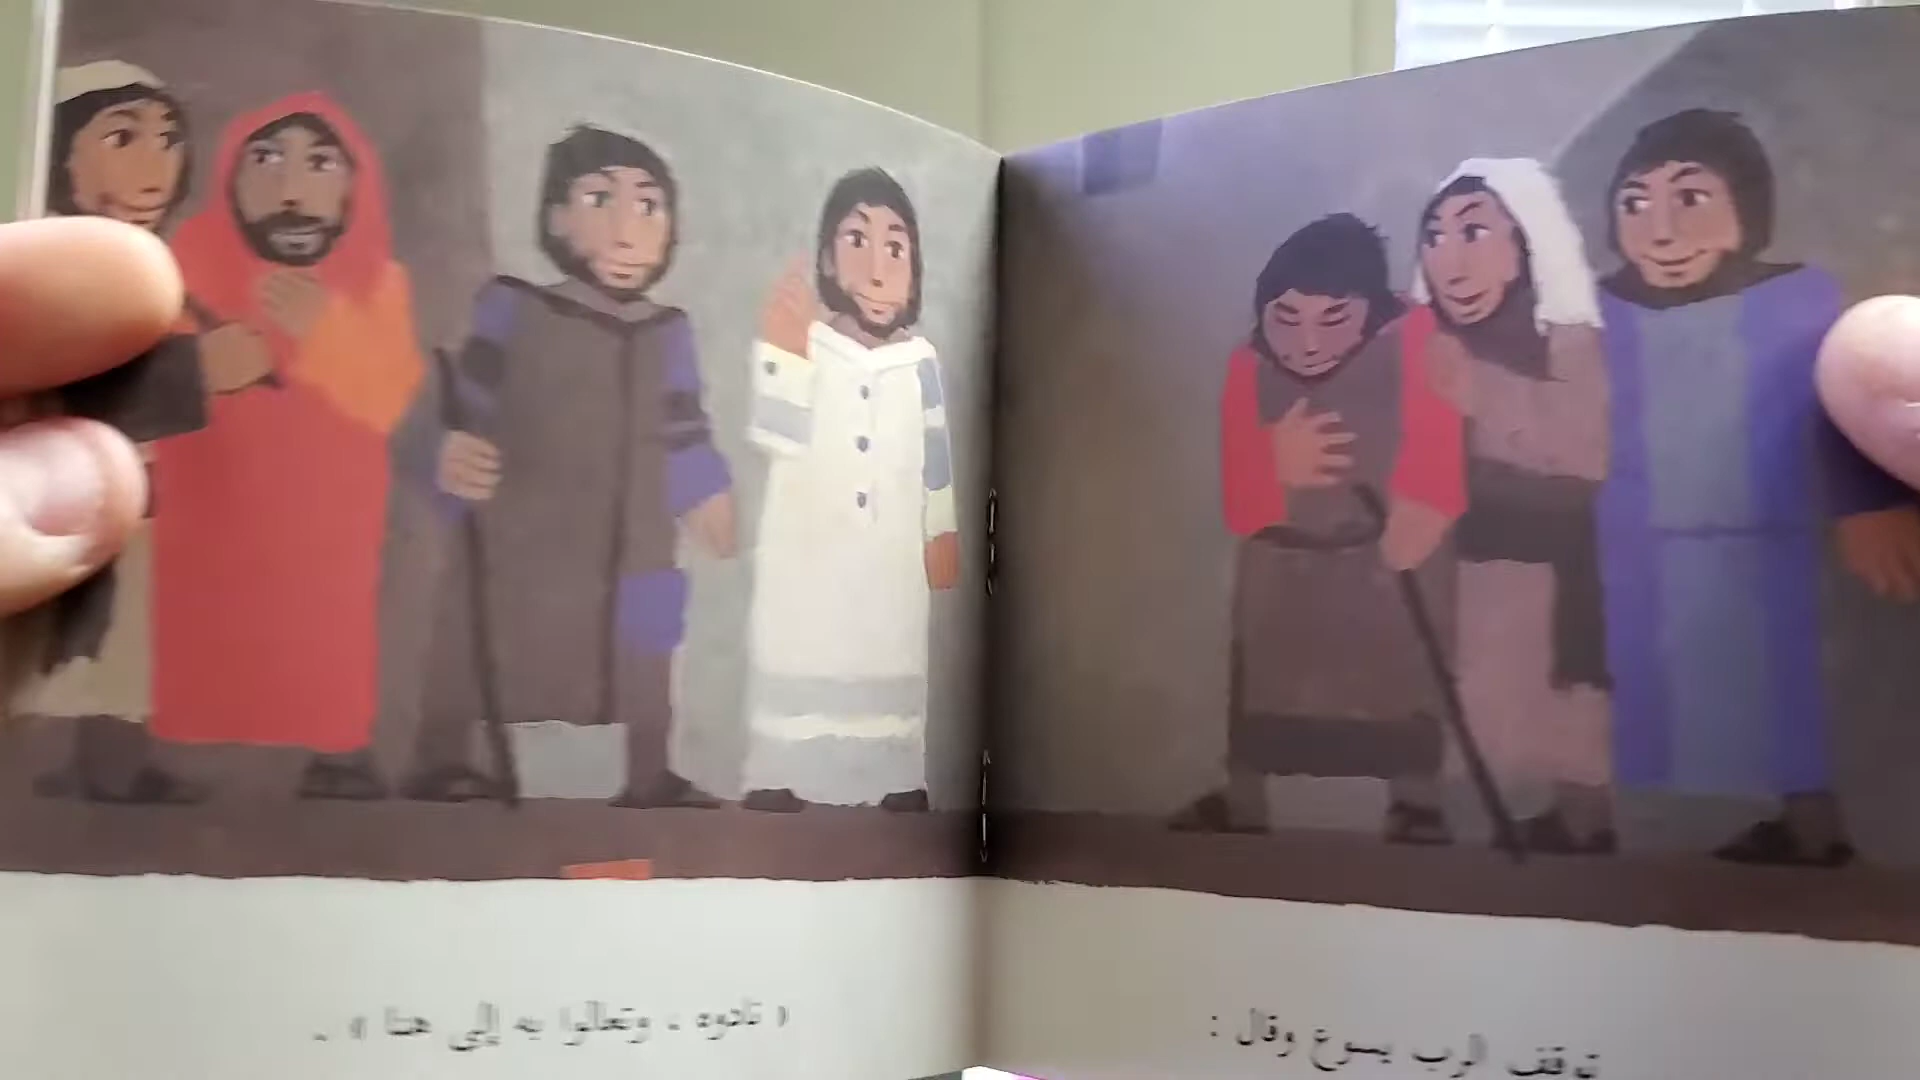 توقف الرب يسوع وقال :
« نادوه ، وتعالوا به إلى هنا » .